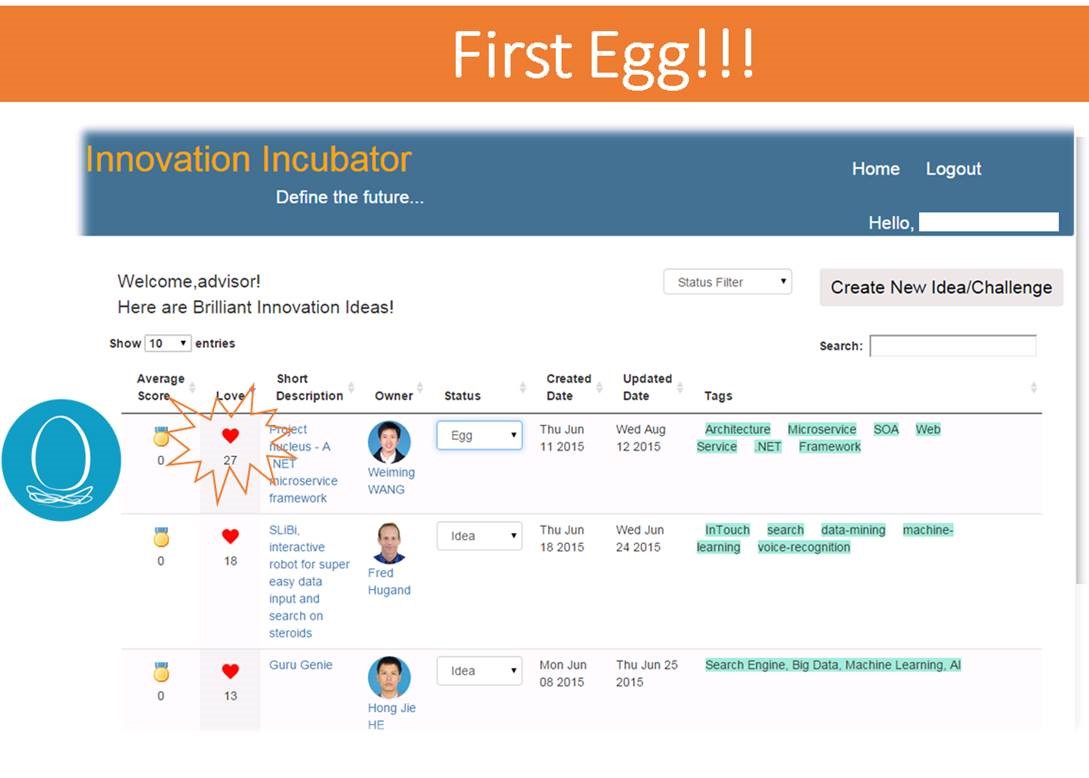 First Egg!!!
Innovation Incubator
Define the future...
Home Logout
Hello,
Welcome,advisor!
Here are Brilliant Innovation Ideas!
Status Filter
Create New Idea/Challenge
Show 10 entries
Search:
Average Score
Love
Short Description
Owner
Status
Created Date
Updated Date
Tags
0
27
Project
nucleus - A
.NET
microservice
framework
Weiming
WANG
Egg
Thu Jun
11 2015
Wed Aug
12 2015
Architecture Microservice SOA Web
Service .NET Framework
0
18
SLiBi,
interactive
robot for super
easy data
input and
search on
steroids
Fred
Hugand
Idea
Thu Jun
18 2015
Wed Jun
24 2015
InTouch search data-mining machine-
learning voice-recognition
0
13
Guru Genie
Hong Jie
HE
Idea
Mon Jun
08 2015
Thu Jun 25
2015
Search Engine, Big Data, Machine Learning, AI